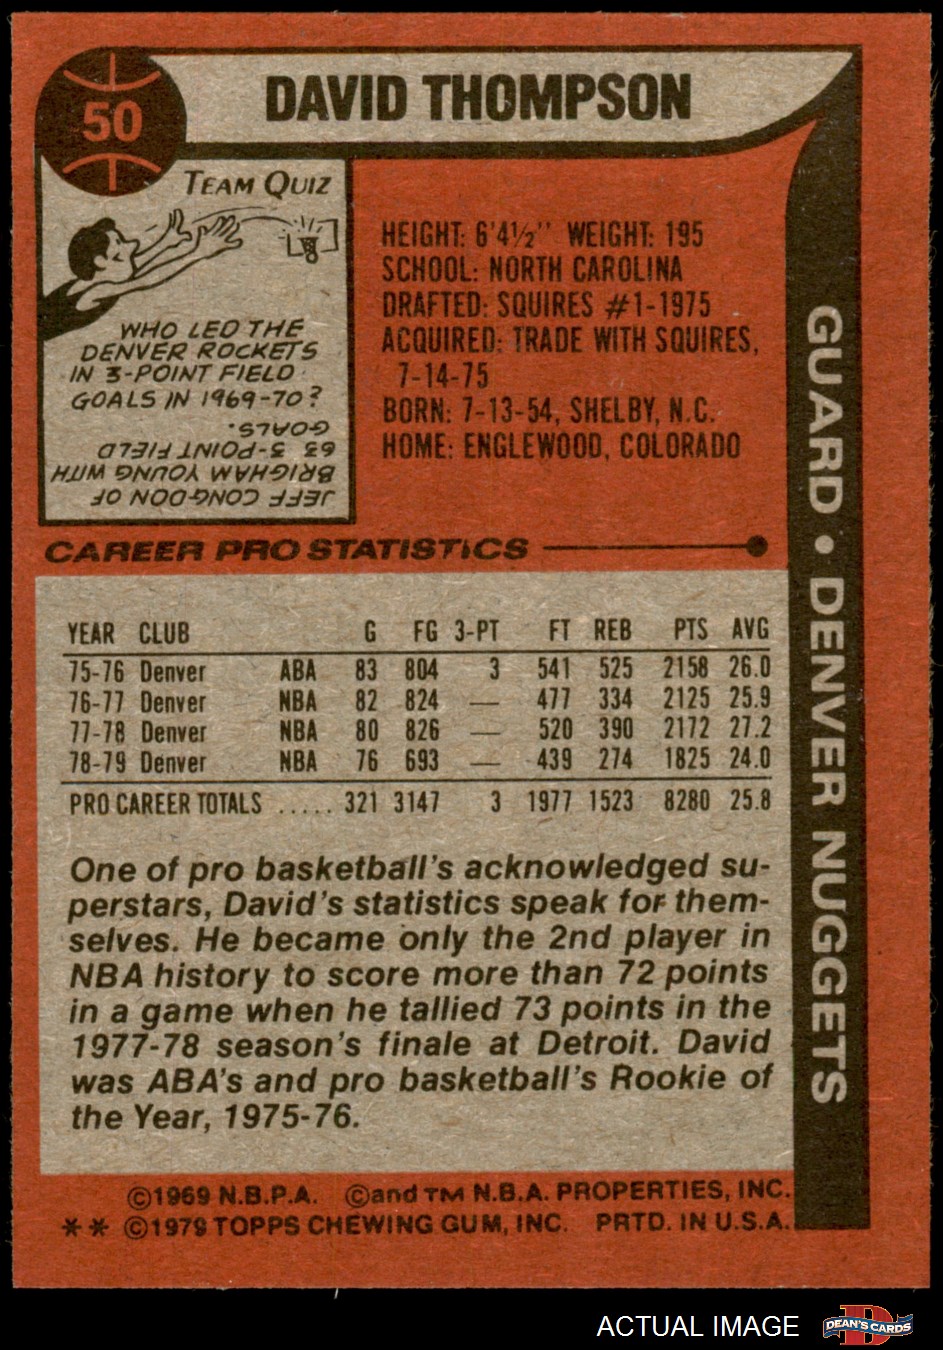 50
DAVID THOMPSON
TEAM QUIZ
WHO LED THE
DENVER ROCKETS
IN 3-POINT FIELD
GOALS IN 1969-70?
JEFF CONGDON OF
BRIGHAM YOUNG WITH
63 3-POINT FIELD
GOALS.
HEIGHT: 6'4½" WEIGHT: 195
SCHOOL: NORTH CAROLINA
DRAFTED: SQUIRES #1-1975
ACQUIRED: TRADE WITH SQUIRES,
7-14-75
BORN: 7-13-54, SHELBY, N.C.
HOME: ENGLEWOOD, COLORADO
GUARD • DENVER NUGGETS
CAREER PRO STATISTICS
YEAR CLUB G FG 3-PT FT REB PTS AVG
75-76 Denver ABA 83 804 3 541 525 2158 26.0
76-77 Denver NBA 82 824 — 477 334 2125 25.9
77-78 Denver NBA 80 826 — 520 390 2172 27.2
78-79 Denver NBA 76 693 — 439 274 1825 24.0
PRO CAREER TOTALS ..... 321 3147 3 1977 1523 8280 25.8
One of pro basketball's acknowledged su-
perstars, David's statistics speak for them-
selves. He became only the 2nd player in
NBA history to score more than 72 points
in a game when he tallied 73 points in the
1977-78 season's finale at Detroit. David
was ABA's and pro basketball's Rookie of
the Year, 1975-76.
©1969 N.B.P.A. ©and TM N.B.A. PROPERTIES, INC.
** ©1979 TOPPS CHEWING GUM, INC. PRTD. IN U.S.A.
ACTUAL IMAGE
D
DEAN'S CARDS